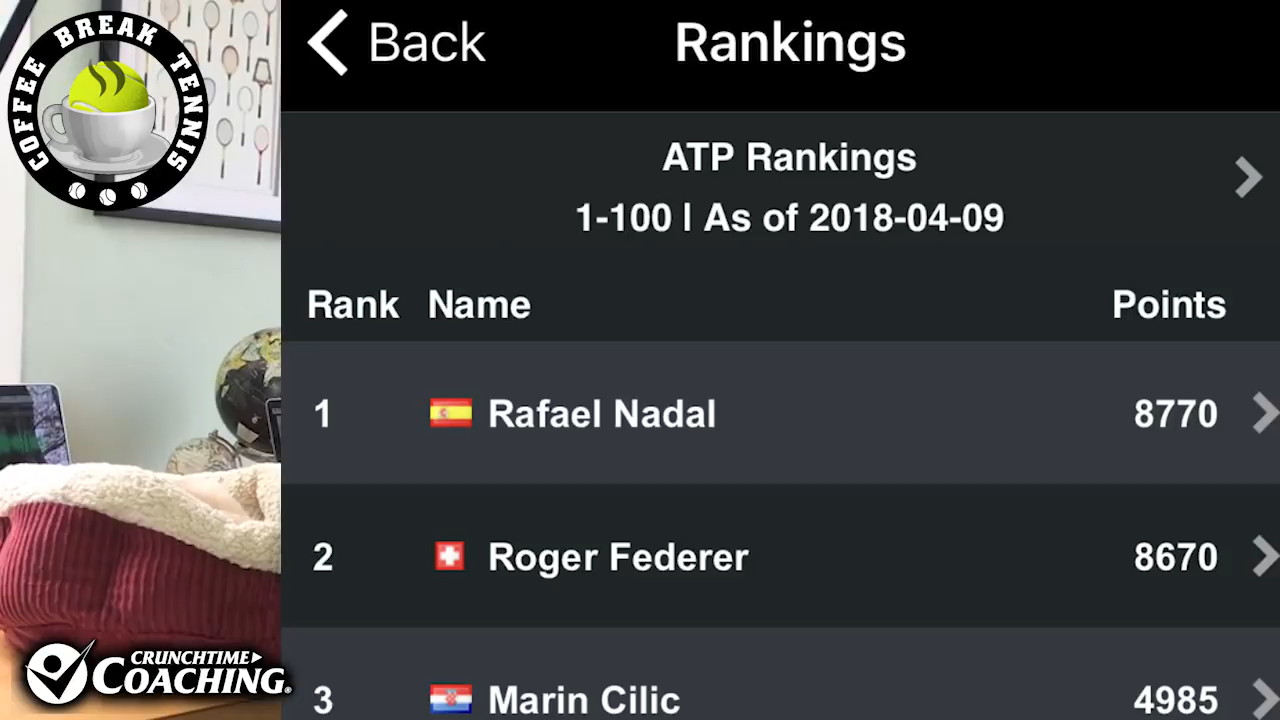 COFFEE BREAK TENNIS
Back
Rankings
ATP Rankings
1-100 | As of 2018-04-09
Rank Name Points
1 Rafael Nadal 8770
2 Roger Federer 8670
3 Marin Cilic 4985
CRUNCHTIME
COACHING®